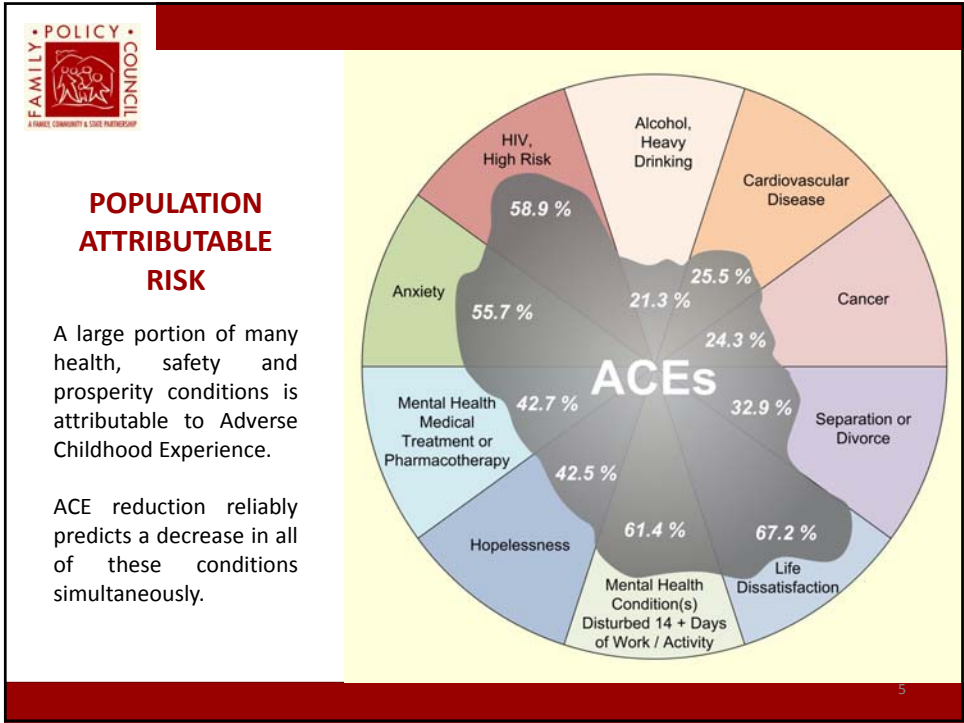 • POLICY •
FAMILY
COUNCIL
A FAMILY, COMMUNITY & STATE PARTNERSHIP
POPULATION
ATTRIBUTABLE
RISK
A large portion of many
health, safety and
prosperity conditions is
attributable to Adverse
Childhood Experience.
ACE reduction reliably
predicts a decrease in all
of these conditions
simultaneously.
Alcohol,
Heavy
Drinking
21.3 %
Cardiovascular
Disease
25.5 %
Cancer
24.3 %
Separation or
Divorce
32.9 %
Life
Dissatisfaction
67.2 %
Mental Health
Condition(s)
Disturbed 14 + Days
of Work / Activity
61.4 %
Hopelessness
42.5 %
Mental Health
Medical
Treatment or
Pharmacotherapy
42.7 %
Anxiety
55.7 %
HIV,
High Risk
58.9 %
ACEs
5